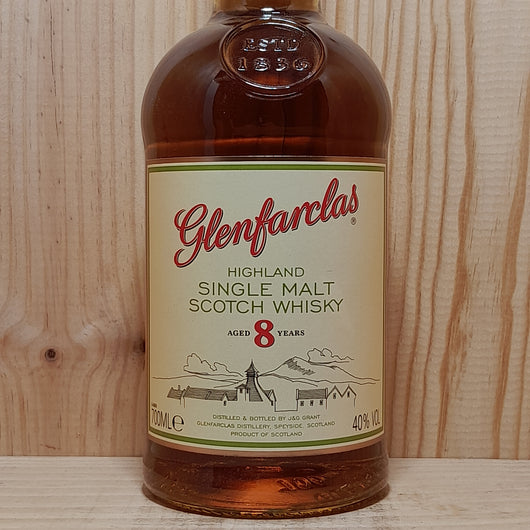 ESTD
1836
Glenfarclas®
HIGHLAND
SINGLE MALT
SCOTCH WHISKY
AGED 8 YEARS
700ML℮
DISTILLED & BOTTLED BY J&G GRANT
GLENFARCLAS DISTILLERY, SPEYSIDE, SCOTLAND
PRODUCT OF SCOTLAND
40% VOL